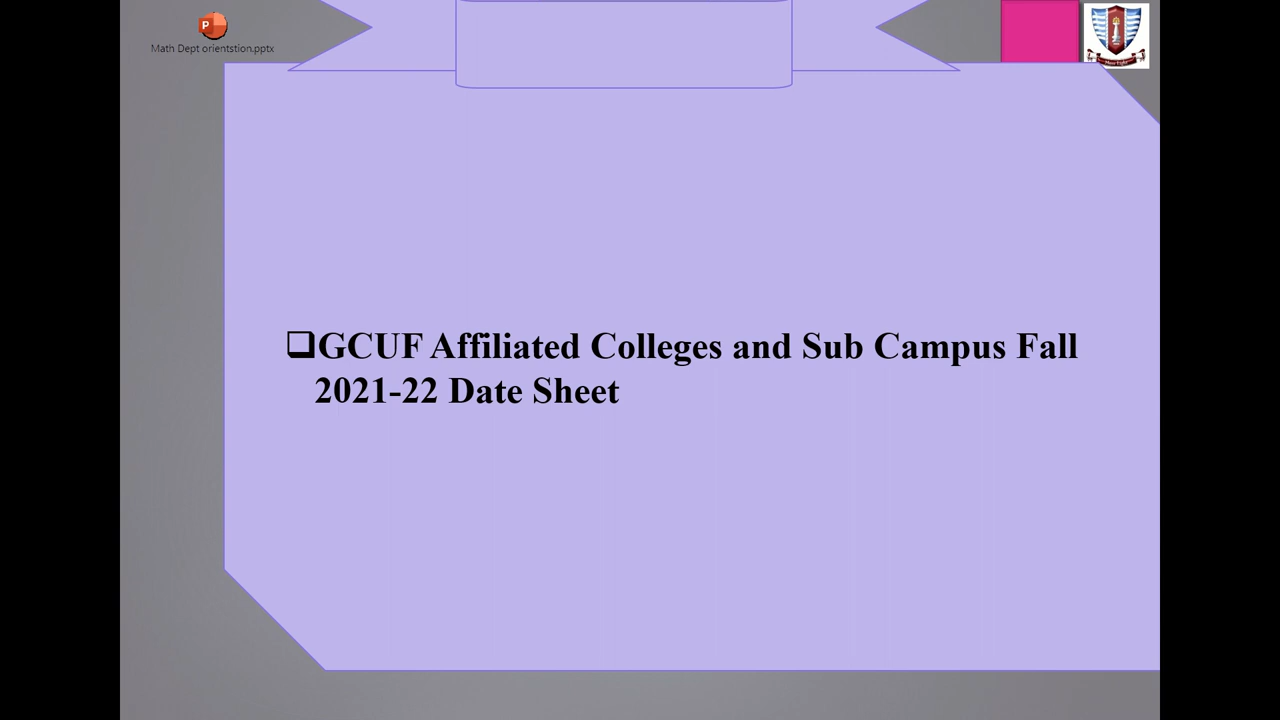 Math Dept orientstion.pptx
GCUF Affiliated Colleges and Sub Campus Fall
2021-22 Date Sheet